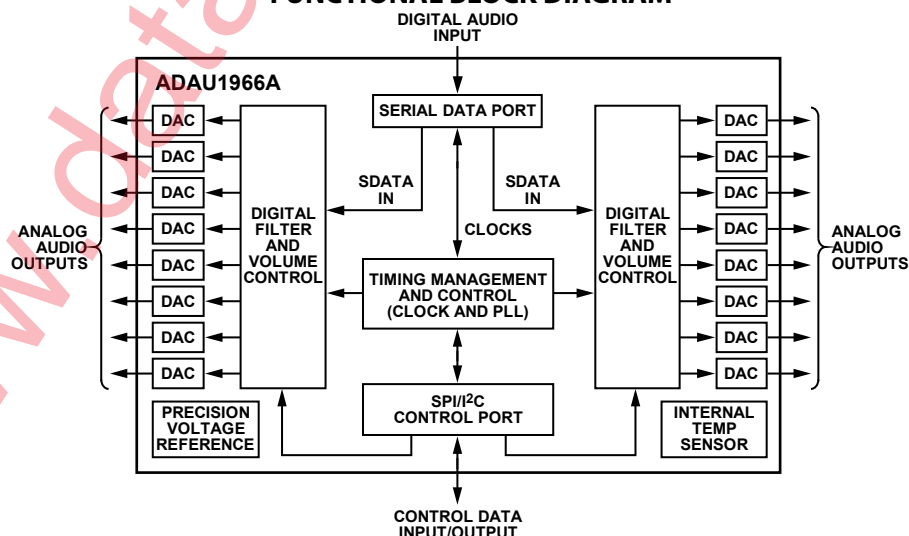 FUNCTIONAL BLOCK DIAGRAM
DIGITAL AUDIO
INPUT
ADAU1966A
SERIAL DATA PORT
DAC
DAC
DAC
DAC
DAC
DAC
DAC
DAC
ANALOG
AUDIO
OUTPUTS
DIGITAL
FILTER
AND
VOLUME
CONTROL
SDATA
IN
SDATA
IN
CLOCKS
TIMING MANAGEMENT
AND CONTROL
(CLOCK AND PLL)
DIGITAL
FILTER
AND
VOLUME
CONTROL
DAC
DAC
DAC
DAC
DAC
DAC
DAC
DAC
ANALOG
AUDIO
OUTPUTS
PRECISION
VOLTAGE
REFERENCE
SPI/I²C
CONTROL PORT
INTERNAL
TEMP
SENSOR
CONTROL DATA
INPUT/OUTPUT
w.data